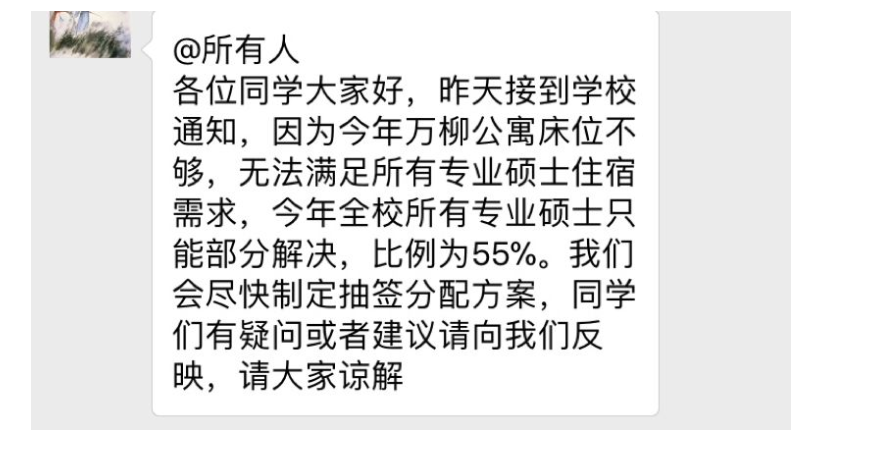 @所有人
各位同学大家好，昨天接到学校
通知，因为今年万柳公寓床位不
够，无法满足所有专业硕士住宿
需求，今年全校所有专业硕士只
能部分解决，比例为55%。我们
会尽快制定抽签分配方案，同学
们有疑问或者建议请向我们反
映，请大家谅解